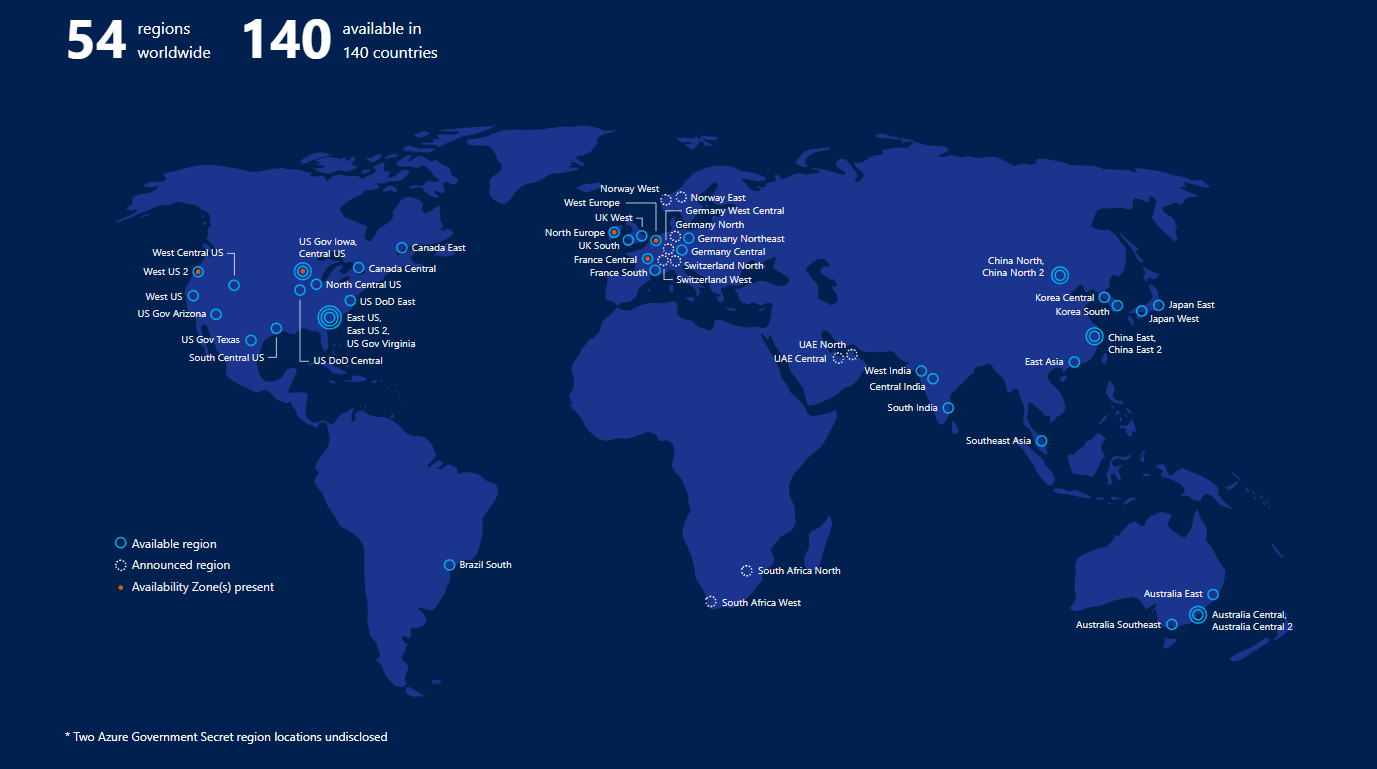 54 regions worldwide
140 available in 140 countries
Norway West
Norway East
West Europe
Germany West Central
UK West
Germany North
North Europe
Germany Northeast
UK South
Germany Central
France Central
Switzerland North
France South
Switzerland West
US Gov Iowa,
Central US
Canada East
West Central US
Canada Central
West US 2
North Central US
West US
US DoD East
US Gov Arizona
East US,
East US 2,
US Gov Virginia
US Gov Texas
South Central US
US DoD Central
China North,
China North 2
Korea Central
Korea South
Japan East
Japan West
China East,
China East 2
East Asia
UAE North
UAE Central
West India
Central India
South India
Southeast Asia
Available region
Announced region
Availability Zone(s) present
Brazil South
South Africa North
South Africa West
Australia East
Australia Central,
Australia Central 2
Australia Southeast
* Two Azure Government Secret region locations undisclosed